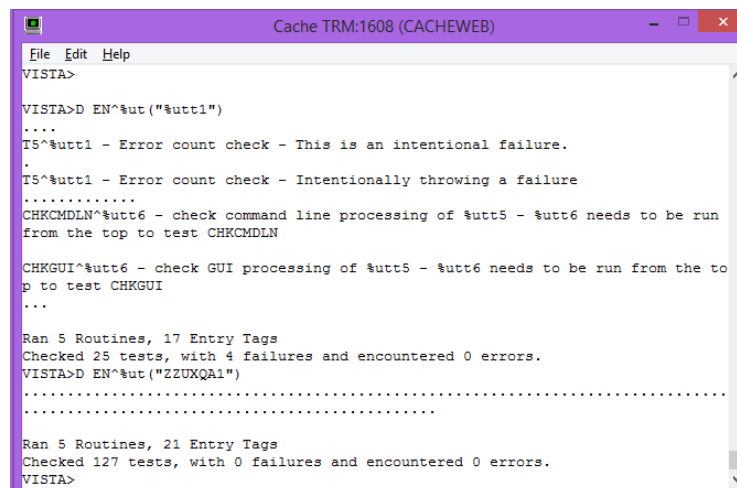 Cache TRM:1608 (CACHEWEB)
File Edit Help
VISTA>
VISTA>D EN^%ut("%utt1")
....
T5^%utt1 - Error count check - This is an intentional failure.
.
T5^%utt1 - Error count check - Intentionally throwing a failure
.............
CHKCMDLN^%utt6 - check command line processing of %utt5 - %utt6 needs to be run
from the top to test CHKCMDLN
CHKGUI^%utt6 - check GUI processing of %utt5 - %utt6 needs to be run from the to
p to test CHKGUI
...
Ran 5 Routines, 17 Entry Tags
Checked 25 tests, with 4 failures and encountered 0 errors.
VISTA>D EN^%ut("ZZUXQA1")
................................................................................
...............................................
Ran 5 Routines, 21 Entry Tags
Checked 127 tests, with 0 failures and encountered 0 errors.
VISTA>